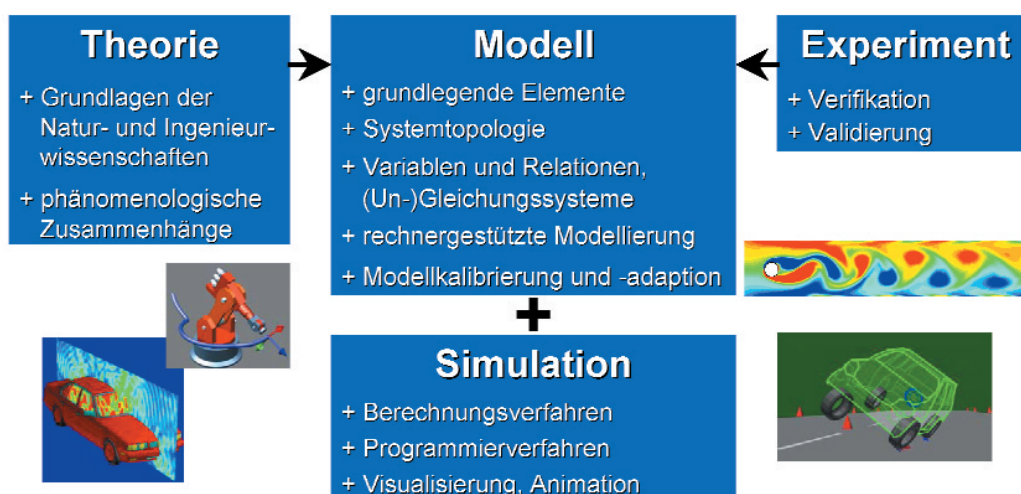 Theorie
+ Grundlagen der
Natur- und Ingenieur-
wissenschaften
+ phänomenologische
Zusammenhänge
Modell
+ grundlegende Elemente
+ Systemtopologie
+ Variablen und Relationen,
(Un-)Gleichungssysteme
+ rechnergestützte Modellierung
+ Modellkalibrierung und -adaption
Experiment
+ Verifikation
+ Validierung
+
Simulation
+ Berechnungsverfahren
+ Programmierverfahren
+ Visualisierung, Animation